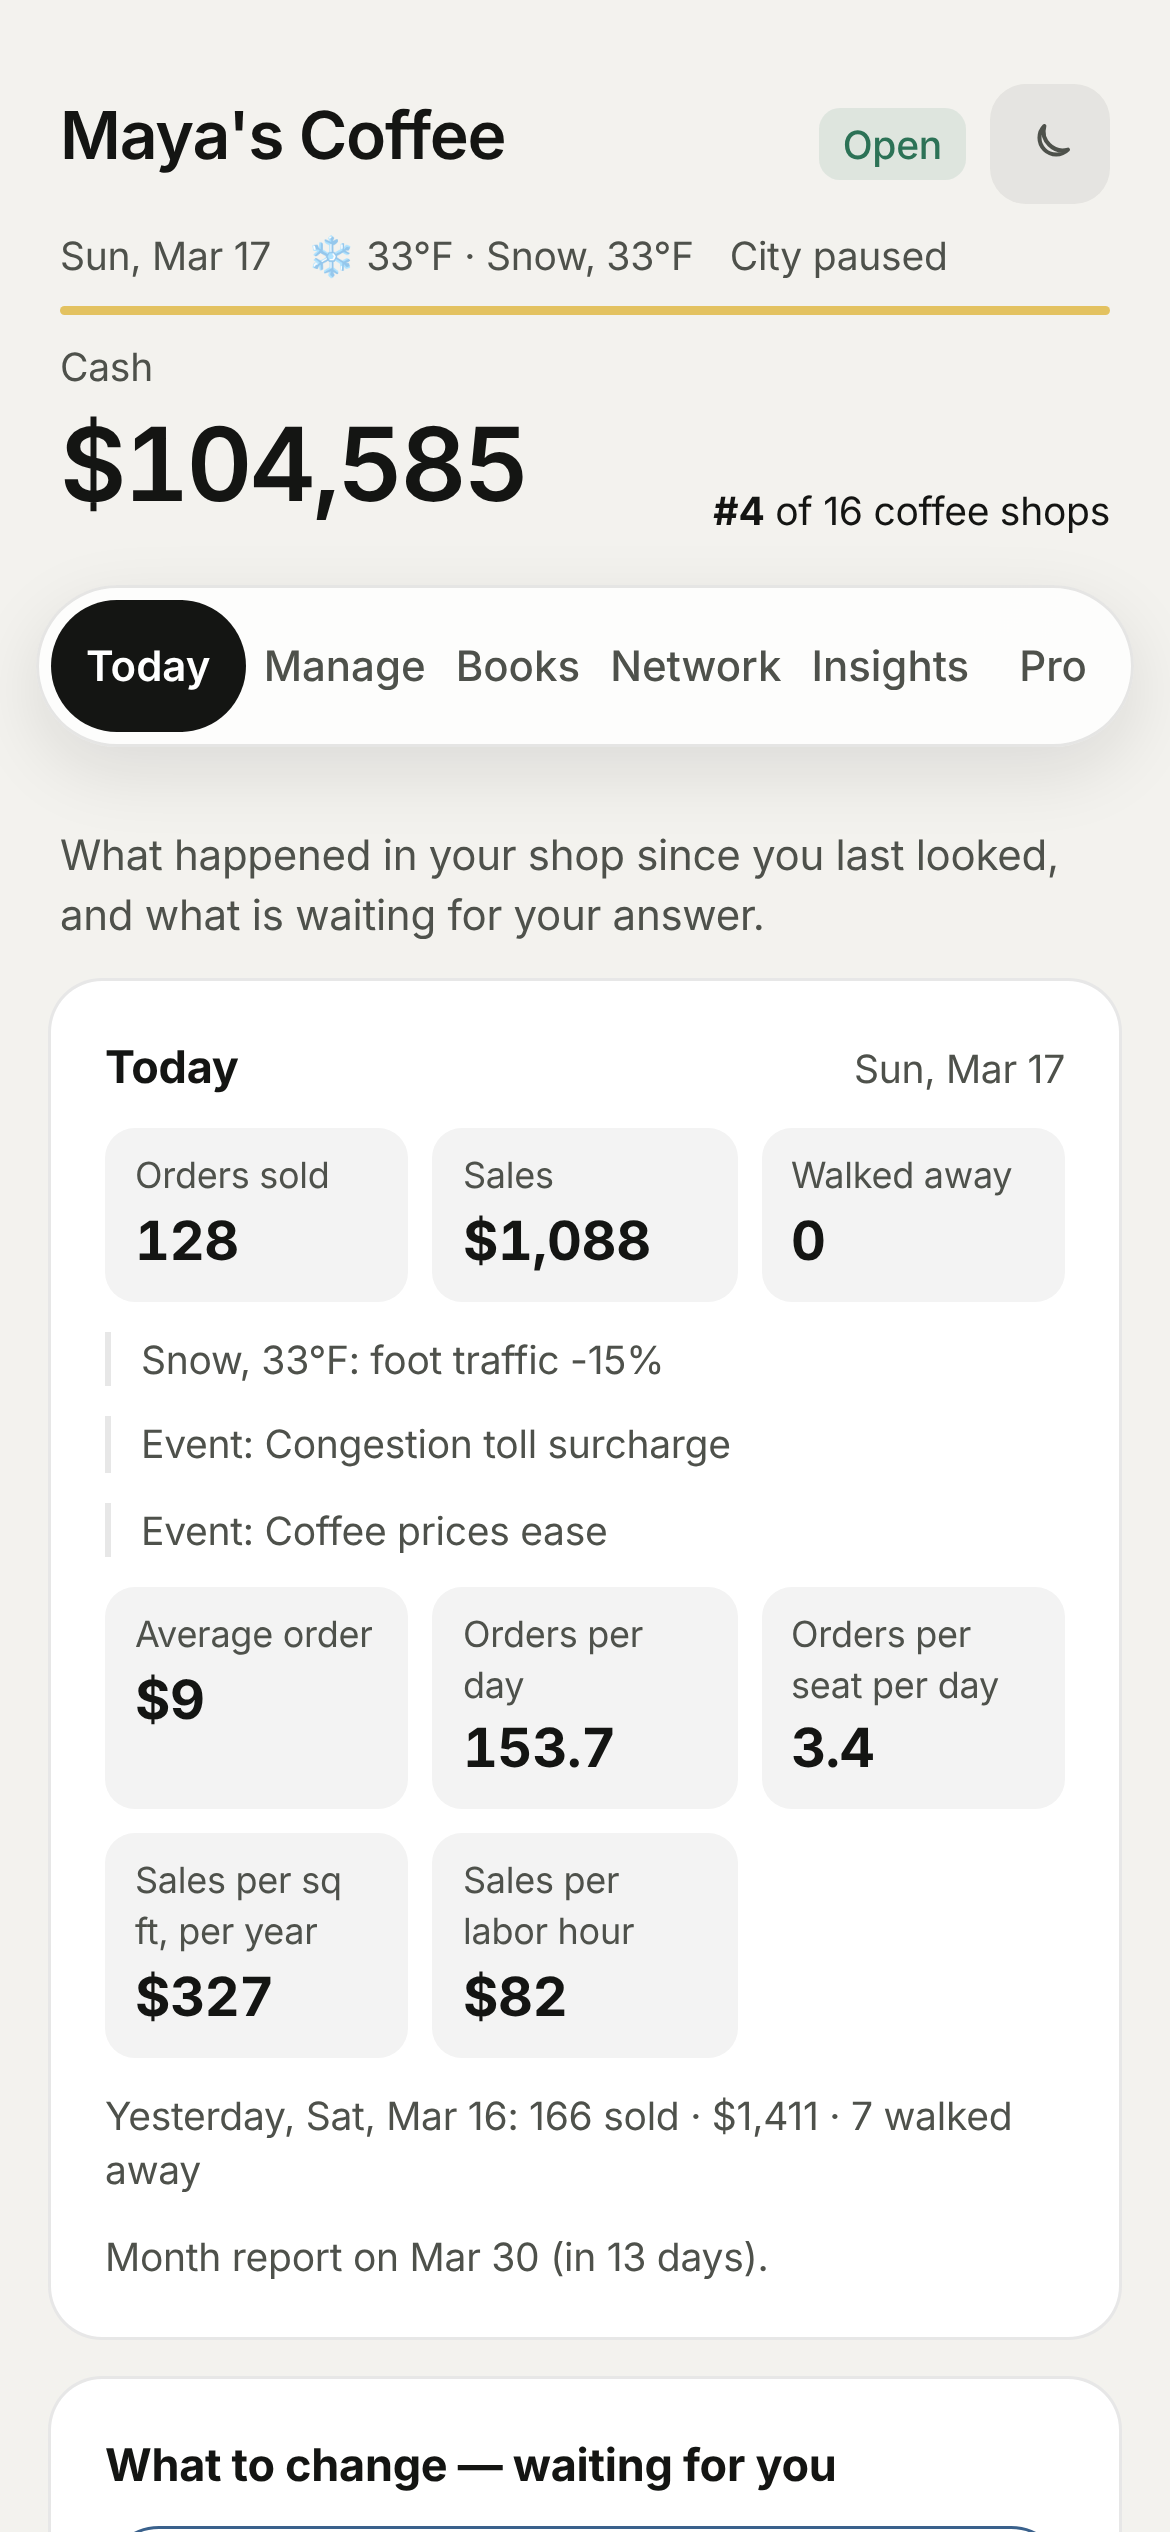 Maya's Coffee
Open
Sun, Mar 17 33°F · Snow, 33°F City paused
Cash
$104,585
#4 of 16 coffee shops
Today Manage Books Network Insights Pro
What happened in your shop since you last looked,
and what is waiting for your answer.
Today
Sun, Mar 17
Orders sold
128
Sales
$1,088
Walked away
0
Snow, 33°F: foot traffic -15%
Event: Congestion toll surcharge
Event: Coffee prices ease
Average order
$9
Orders per
day
153.7
Orders per
seat per day
3.4
Sales per sq
ft, per year
$327
Sales per
labor hour
$82
Yesterday, Sat, Mar 16: 166 sold · $1,411 · 7 walked
away
Month report on Mar 30 (in 13 days).
What to change — waiting for you